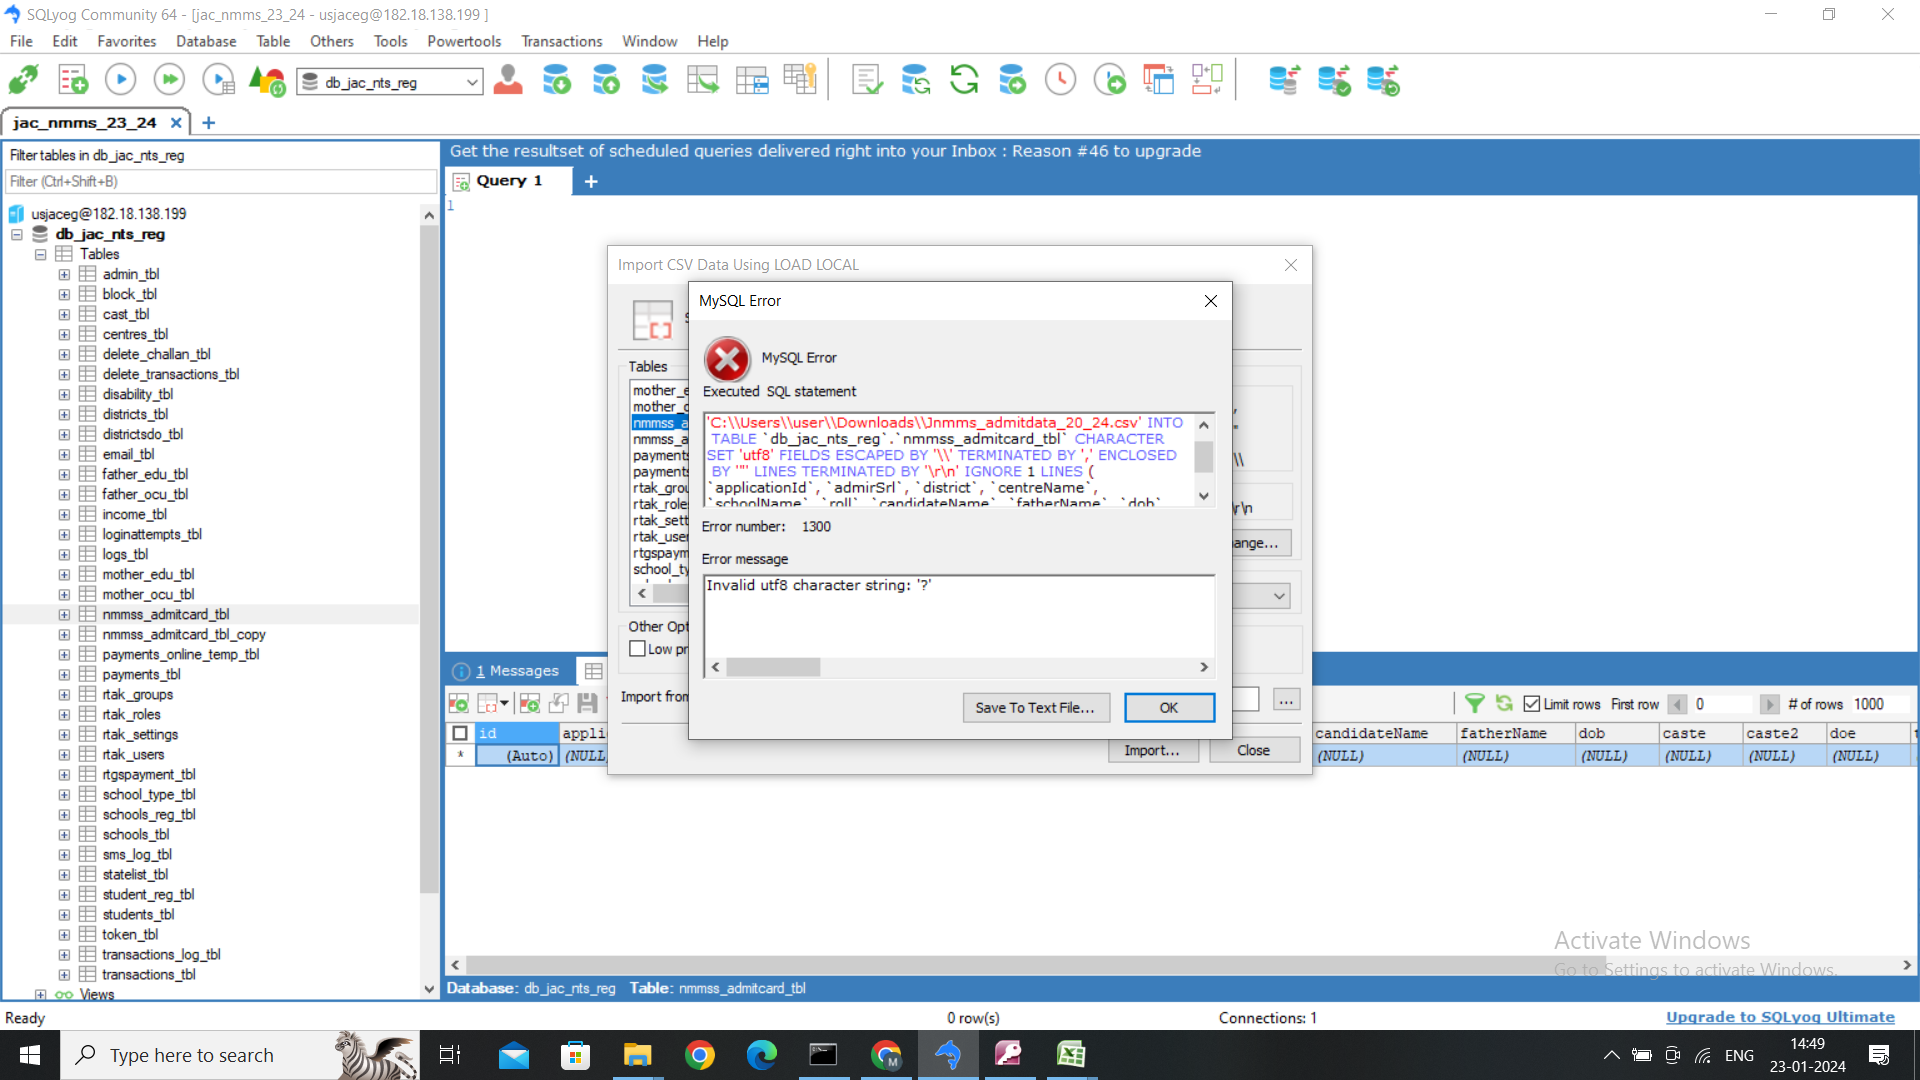 SQLyog Community 64 - [jac_nmms_23_24 - usjaceg@182.18.138.199 ]
File Edit Favorites Database Table Others Tools Powertools Transactions Window Help
db_jac_nts_reg
jac_nmms_23_24
Filter tables in db_jac_nts_reg
Filter (Ctrl+Shift+B)
usjaceg@182.18.138.199
db_jac_nts_reg
Tables
admin_tbl
block_tbl
cast_tbl
centres_tbl
delete_challan_tbl
delete_transactions_tbl
disability_tbl
districts_tbl
districtsdo_tbl
email_tbl
father_edu_tbl
father_ocu_tbl
income_tbl
loginattempts_tbl
logs_tbl
mother_edu_tbl
mother_ocu_tbl
nmmss_admitcard_tbl
nmmss_admitcard_tbl_copy
payments_online_temp_tbl
payments_tbl
rtak_groups
rtak_roles
rtak_settings
rtak_users
rtgspayment_tbl
school_type_tbl
schools_reg_tbl
schools_tbl
sms_log_tbl
statelist_tbl
student_reg_tbl
students_tbl
token_tbl
transactions_log_tbl
transactions_tbl
Views
Get the resultset of scheduled queries delivered right into your Inbox : Reason #46 to upgrade
Query 1
1
Import CSV Data Using LOAD LOCAL
Tables
mother_e
mother_o
nmmss_a
nmmss_a
payments
payments
rtak_grou
rtak_role
rtak_sett
rtak_use
rtgspaym
school_ty
\\
\r\n
ange...
Other Opt
Low pr
Import from
...
Import...
Close
MySQL Error
MySQL Error
Executed SQL statement
'C:\\Users\\user\\Downloads\\Jnmms_admitdata_20_24.csv' INTO
TABLE `db_jac_nts_reg`.`nmmss_admitcard_tbl` CHARACTER
SET 'utf8' FIELDS ESCAPED BY '\\' TERMINATED BY ',' ENCLOSED
BY '"' LINES TERMINATED BY '\r\n' IGNORE 1 LINES (
`applicationId`, `admirSrl`, `district`, `centreName`,
`schoolName`, `roll`, `candidateName`, `fatherName`, `dob`
Error number: 1300
Error message
Invalid utf8 character string: '?'
Save To Text File...
OK
1 Messages
Limit rows First row 0 # of rows 1000
id appli candidateName fatherName dob caste caste2 doe
* (Auto) (NULL) (NULL) (NULL) (NULL) (NULL) (NULL) (NULL)
Activate Windows
Go to Settings to activate Windows.
Database: db_jac_nts_reg Table: nmmss_admitcard_tbl
Ready
0 row(s)
Connections: 1
Upgrade to SQLyog Ultimate
Type here to search
M
ENG
14:49
23-01-2024